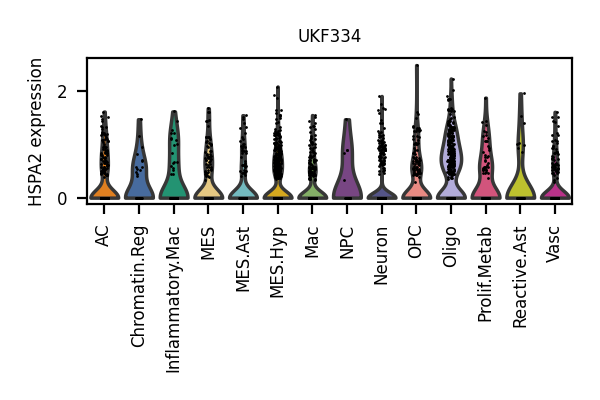 UKF334
HSPA2 expression
2
0
AC
Chromatin.Reg
Inflammatory.Mac
MES
MES.Ast
MES.Hyp
Mac
NPC
Neuron
OPC
Oligo
Prolif.Metab
Reactive.Ast
Vasc